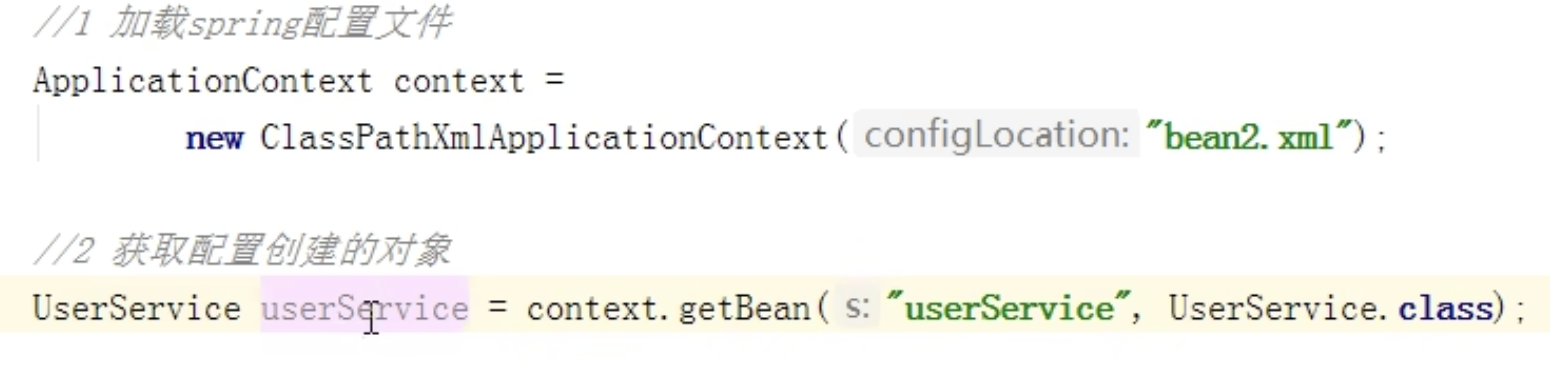 //1 加载spring配置文件
ApplicationContext context =
new ClassPathXmlApplicationContext( configLocation: "bean2.xml");
//2 获取配置创建的对象
UserService userService = context.getBean( s: "userService", UserService.class);